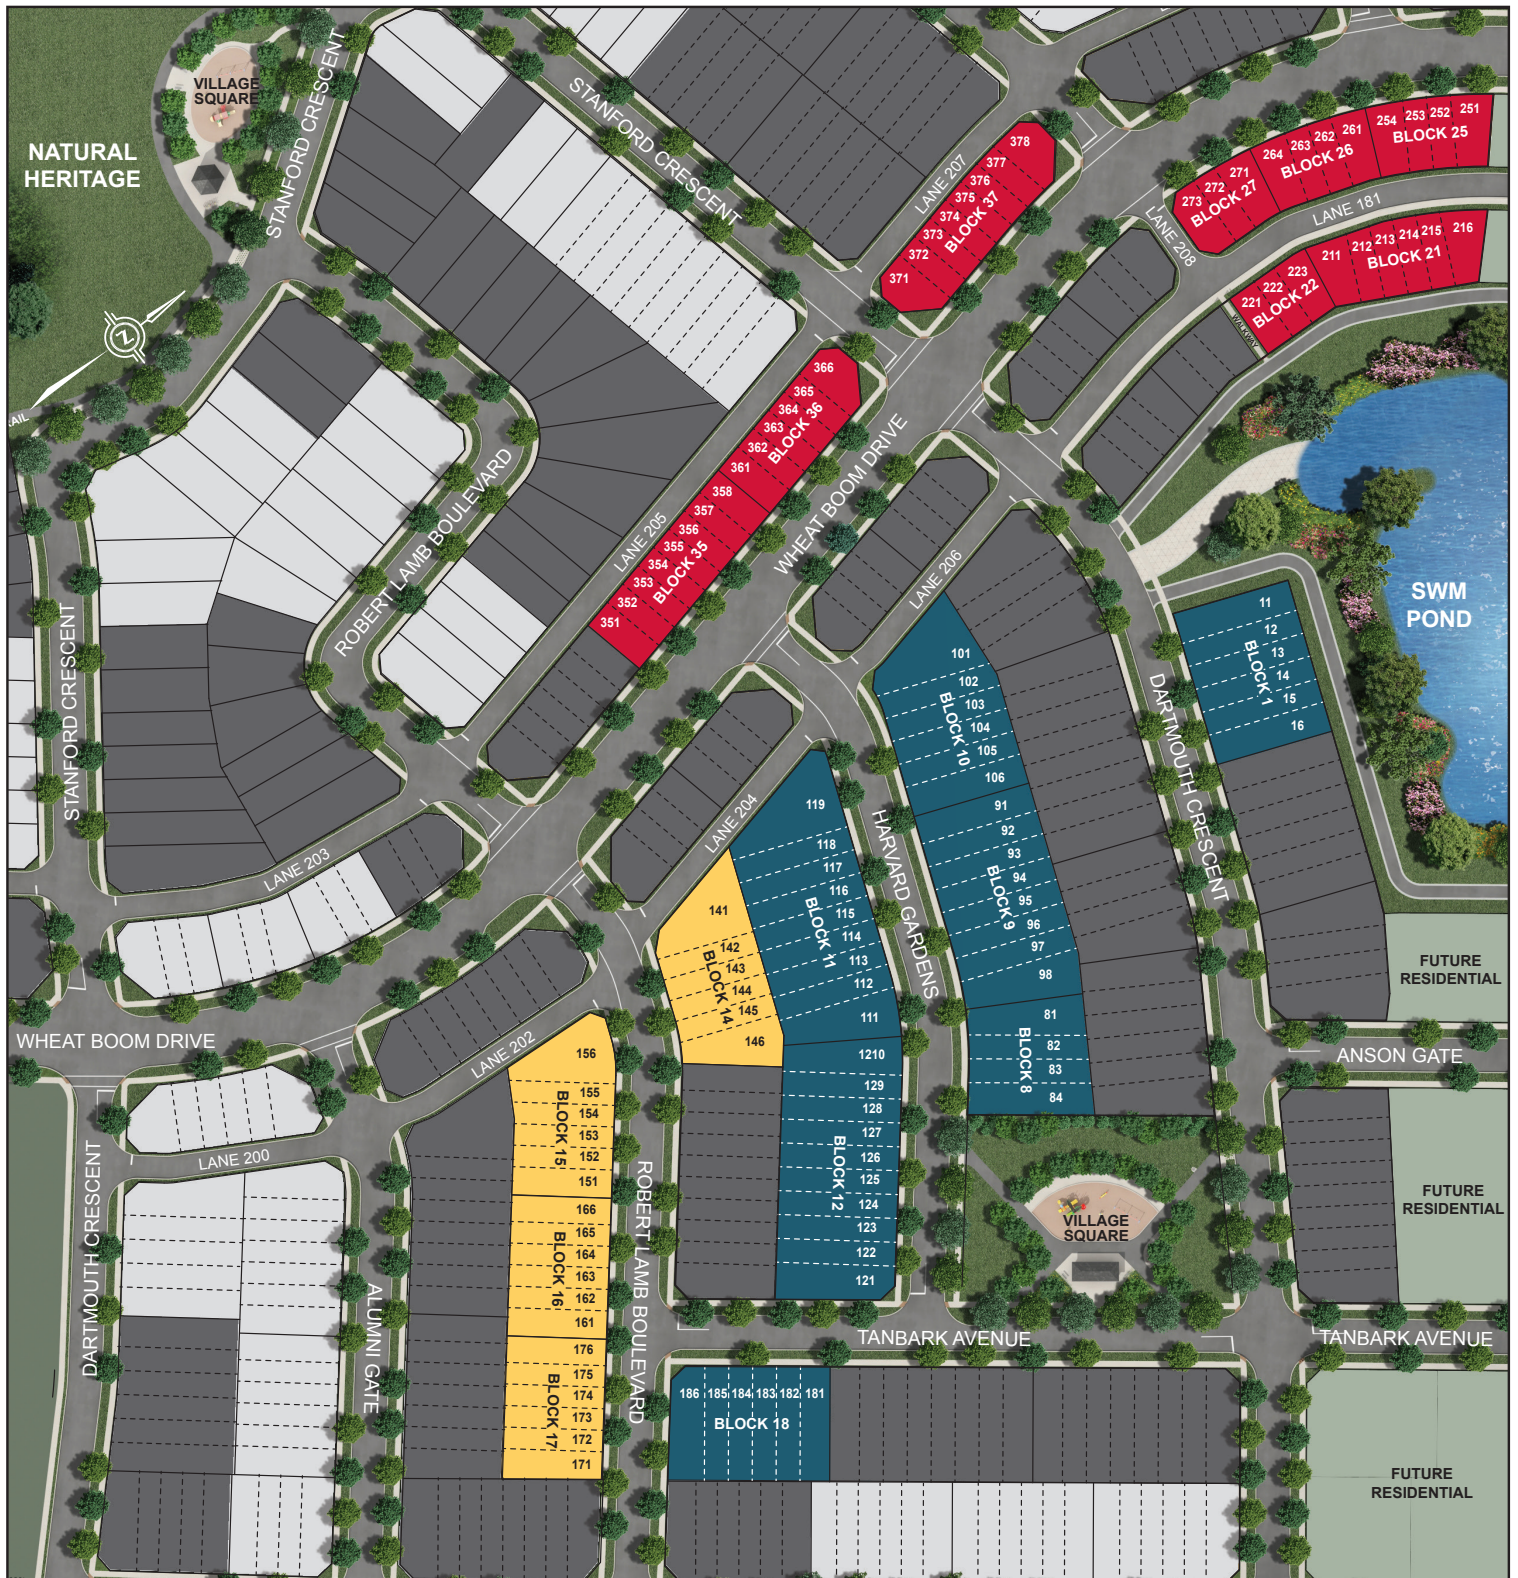 VILLAGE
SQUARE
NATURAL
HERITAGE
STANFORD CRESCENT
STANFORD CRESCENT
LANE 207
378
377
376
375
374
373
372
371
BLOCK 37
254 253 252 251
BLOCK 25
264 263 262 261
BLOCK 26
273 272 271
BLOCK 27
LANE 181
LANE 208
211 212 213 214 215 216
BLOCK 21
221 222 223
BLOCK 22
WALKWAY
Z
RAIL
366
365
364
363
362
361
BLOCK 36
358
357
356
355
354
353
352
351
BLOCK 35
LANE 205
WHEAT BOOM DRIVE
ROBERT LAMB BOULEVARD
LANE 206
SWM
POND
STANFORD CRESCENT
11
12
13
14
15
16
BLOCK 1
101
102
103
104
105
106
BLOCK 10
DARTMOUTH CRESCENT
LANE 204
119
118
117
116
115
114
113
112
111
BLOCK 11
HARVARD GARDENS
91
92
93
94
95
96
97
98
BLOCK 9
LANE 203
141
142
143
144
145
146
BLOCK 14
FUTURE
RESIDENTIAL
WHEAT BOOM DRIVE
LANE 202
81
82
83
84
BLOCK 8
ANSON GATE
156
155
154
153
152
151
BLOCK 15
1210
129
128
127
126
125
124
123
122
121
BLOCK 12
LANE 200
DARTMOUTH CRESCENT
ROBERT LAMB BOULEVARD
VILLAGE
SQUARE
FUTURE
RESIDENTIAL
166
165
164
163
162
161
BLOCK 16
ALUMNI GATE
TANBARK AVENUE
TANBARK AVENUE
176
175
174
173
172
171
BLOCK 17
186 185 184 183 182 181
BLOCK 18
FUTURE
RESIDENTIAL